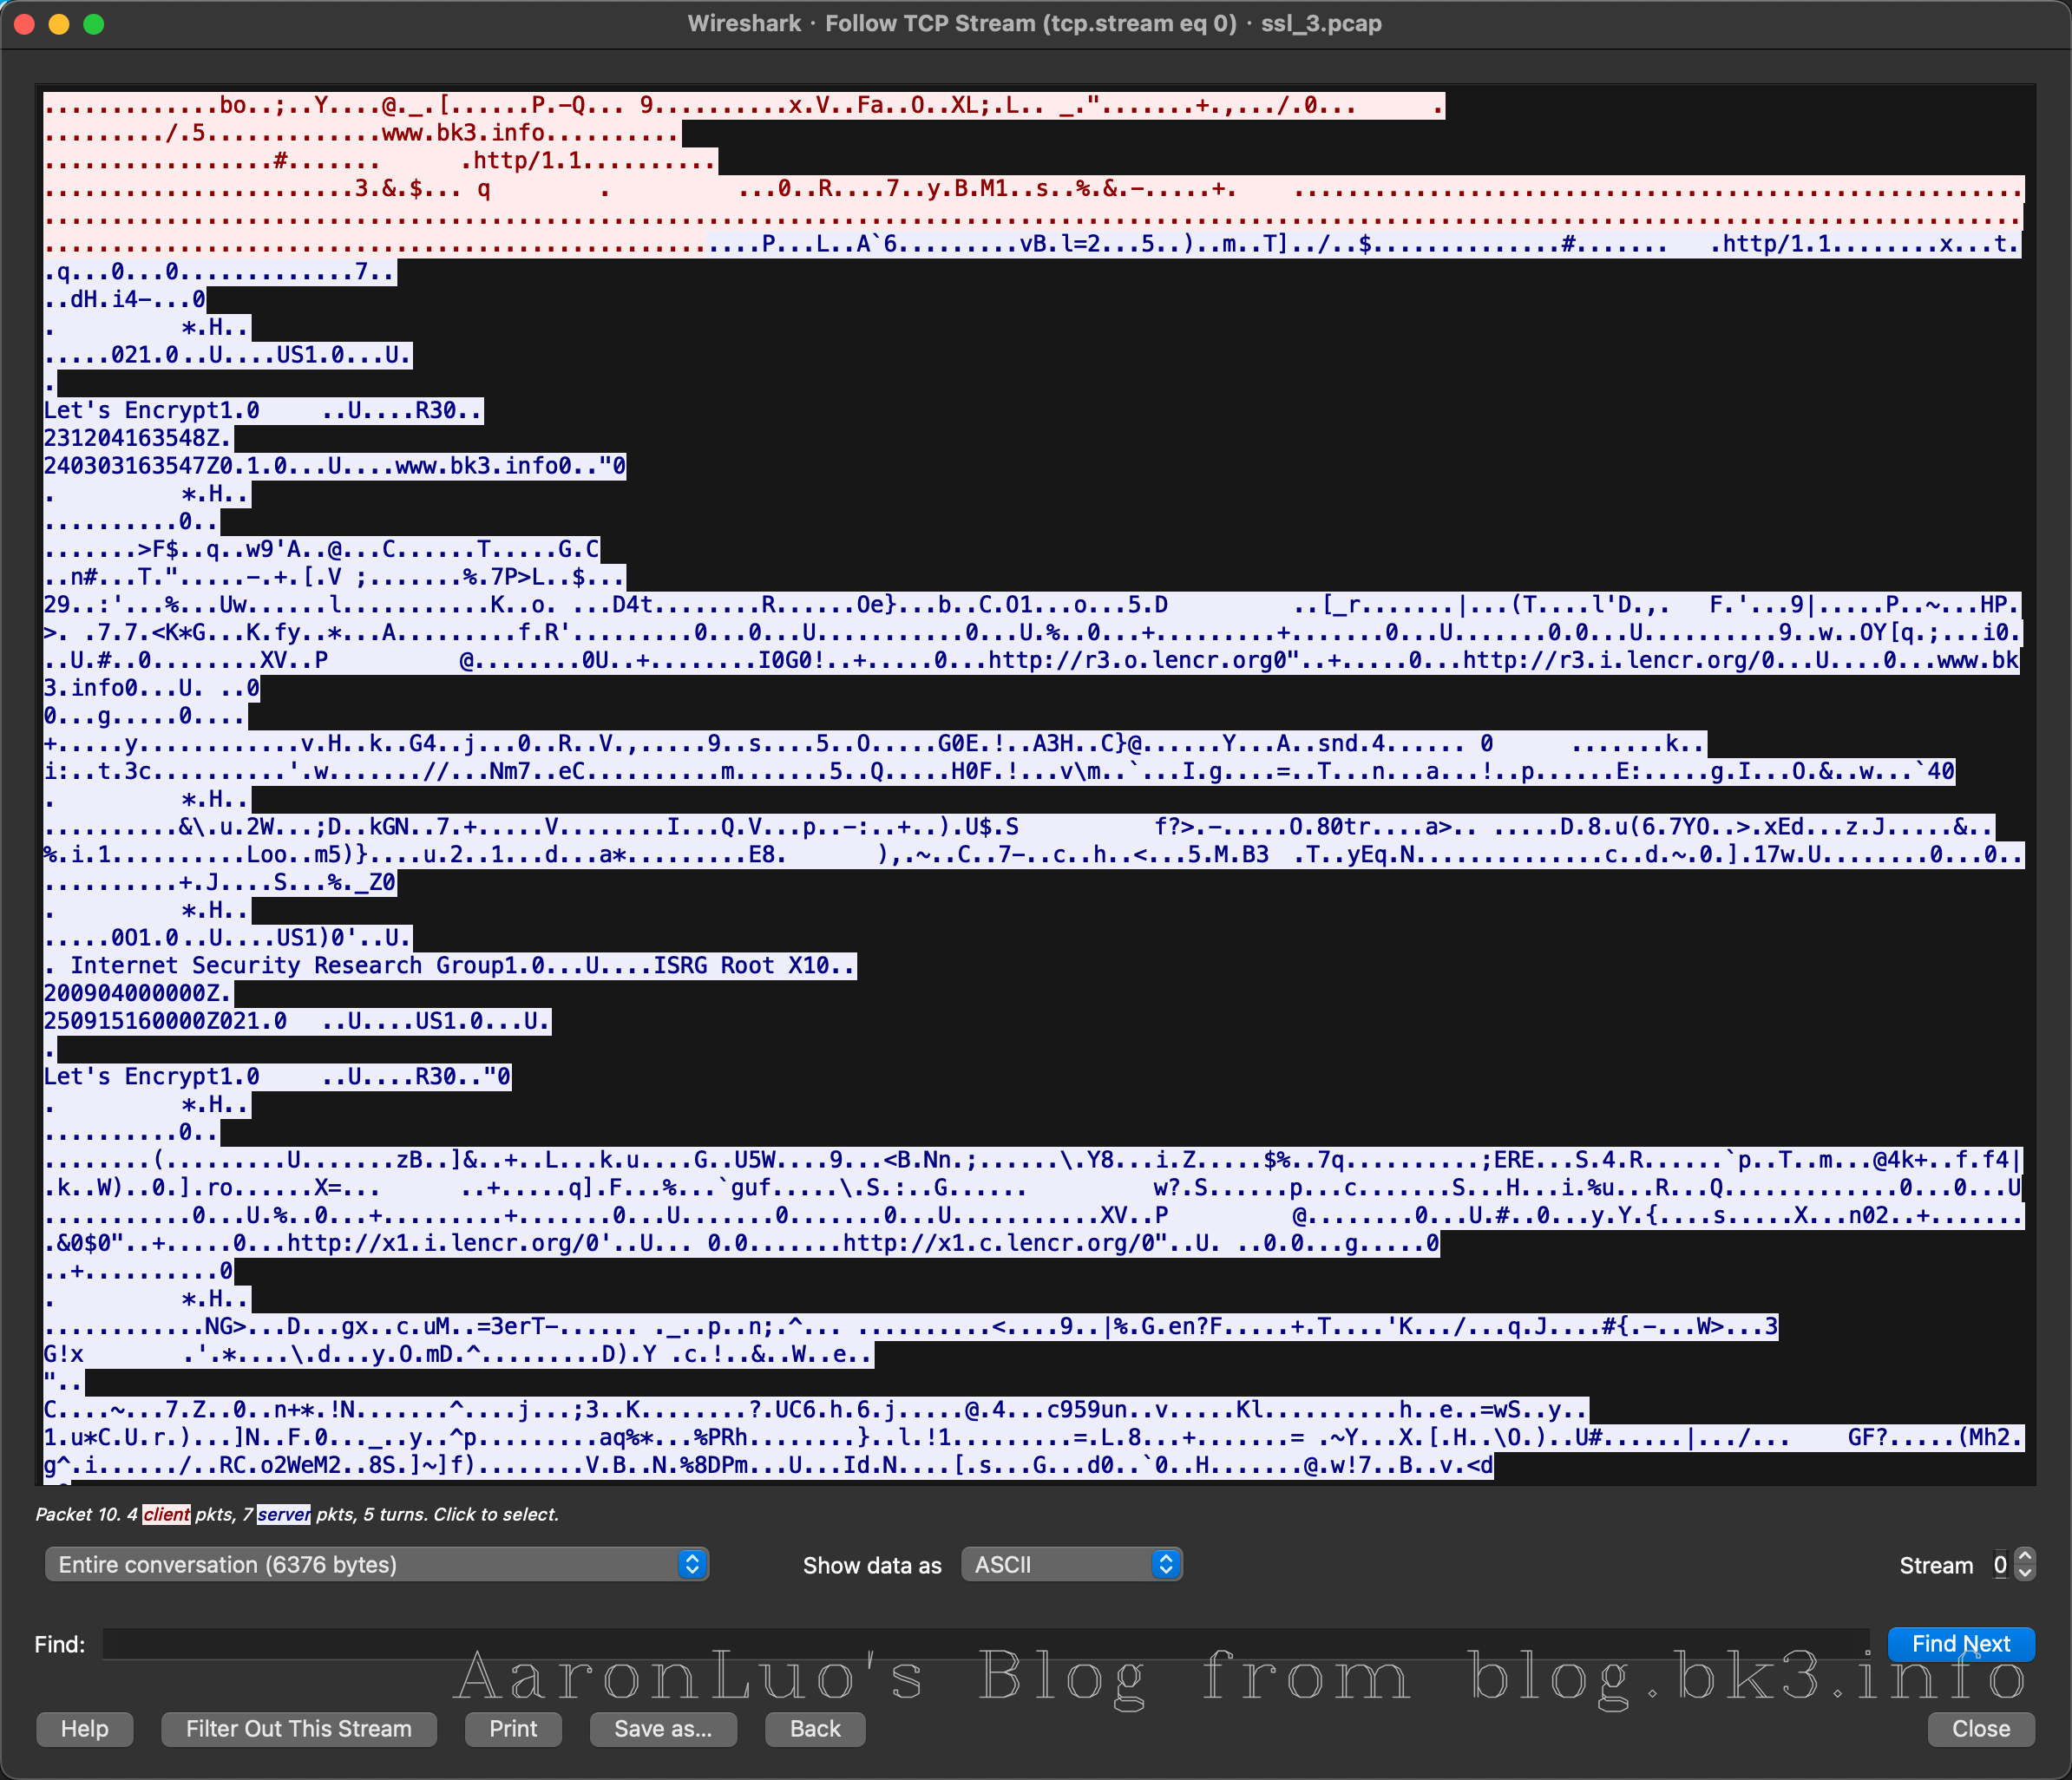 Wireshark · Follow TCP Stream (tcp.stream eq 0) · ssl_3.pcap
.............bo..;..Y....@._.[......P.-Q... 9..........x.V..Fa..O..XL;.L.. _.".......+.,.../.0... .
........./.5.............www.bk3.info..........
.................#....... .http/1.1..........
.......................3.&.$... q . ...0..R....7..y.B.M1..s..%.&.-.....+. ......................................................
...................................................................................................................................................
.....................................................P...L..A`6.........vB.l=2...5..)..m..T]../..$..............#....... .http/1.1........x...t.
.q...0...0.............7..
..dH.i4-...0
. *.H..
.....021.0..U....US1.0...U.
.
Let's Encrypt1.0 ..U....R30..
231204163548Z.
240303163547Z0.1.0...U....www.bk3.info0.."0
. *.H..
..........0..
.......>F$..q..w9'A..@...C......T.....G.C
..n#...T.".....-.+.[.V ;.......%.7P>L..$...
29..:'...%...Uw......l...........K..o. ...D4t........R......Oe}...b..C.O1...o...5.D ..[_r.......|...(T....l'D.,. F.'...9|.....P..~...HP.
>. .7.7.<K*G...K.fy..*...A.........f.R'.........0...0...U...........0...U.%..0...+.........+.......0...U.......0.0...U..........9..w..OY[q.;...i0.
..U.#..0........XV..P @........0U..+........I0G0!..+.....0...http://r3.o.lencr.org0"..+.....0...http://r3.i.lencr.org/0...U....0...www.bk
3.info0...U. ..0
0...g.....0....
+.....y............v.H..k..G4..j...0..R..V.,.....9..s....5..O.....G0E.!..A3H..C}@......Y...A..snd.4...... 0 .......k..
i:..t.3c..........'.w.......//...Nm7..eC..........m.......5..Q.....H0F.!...v\m..`...I.g....=..T...n...a...!..p......E:.....g.I...O.&..w...`40
. *.H..
..........&\.u.2W...;D..kGN..7.+.....V........I...Q.V...p..-:..+..).U$.S f?>.-.....O.80tr....a>.. .....D.8.u(6.7YO..>.xEd...z.J.....&..
%.i.1..........Loo..m5)}....u.2..1...d...a*.........E8. ),.~..C..7-..c..h..<...5.M.B3 .T..yEq.N..............c..d.~.0.].17w.U........0...0..
..........+.J....S...%._Z0
. *.H..
.....0O1.0..U....US1)0'..U.
. Internet Security Research Group1.0...U....ISRG Root X10..
200904000000Z.
250915160000Z021.0 ..U....US1.0...U.
.
Let's Encrypt1.0 ..U....R30.."0
. *.H..
..........0..
........(.........U.......zB..]&..+..L...k.u....G..U5W....9...<B.Nn.;......\.Y8...i.Z.....$%..7q..........;ERE...S.4.R......`p..T..m...@4k+..f.f4|
.k..W)..0.].ro......X=... ..+.....q].F...%...`guf.....\.S.:..G...... w?.S......p...c.......S...H...i.%u...R...Q.............0...0...U
...........0...U.%..0...+.........+.......0...U.......0.......0...U...........XV..P @........0...U.#..0...y.Y.{....s.....X...n02..+.......
.&0$0"..+.....0...http://x1.i.lencr.org/0'..U... 0.0.......http://x1.c.lencr.org/0"..U. ..0.0...g.....0
..+..........0
. *.H..
............NG>...D...gx..c.uM..=3erT-...... ._..p..n;.^... ..........<....9..|%.G.en?F.....+.T....'K.../...q.J....#{.-...W>...3
G!x .'.*....\.d...y.O.mD.^.........D).Y .c.!..&..W..e..
"..
C....~...7.Z..0..n+*.!N.......^....j...;3..K........?.UC6.h.6.j.....@.4...c959un..v.....Kl..........h..e..=wS..y..
1.u*C.U.r.)...]N..F.0..._..y..^p.........aq%*...%PRh........}..l.!1.........=.L.8...+......= .~Y...X.[.H..\O.)..U#......|.../... GF?.....(Mh2.
g^.i....../..RC.o2WeM2..8S.]~]f)........V.B..N.%8DPm...U...Id.N....[.s...G...d0..`0..H.......@.w!7..B..v.<d
Packet 10. 4 client pkts, 7 server pkts, 5 turns. Click to select.
Entire conversation (6376 bytes) Show data as ASCII Stream 0
Find: Find Next
AaronLuo's Blog from blog.bk3.info
Help Filter Out This Stream Print Save as... Back Close